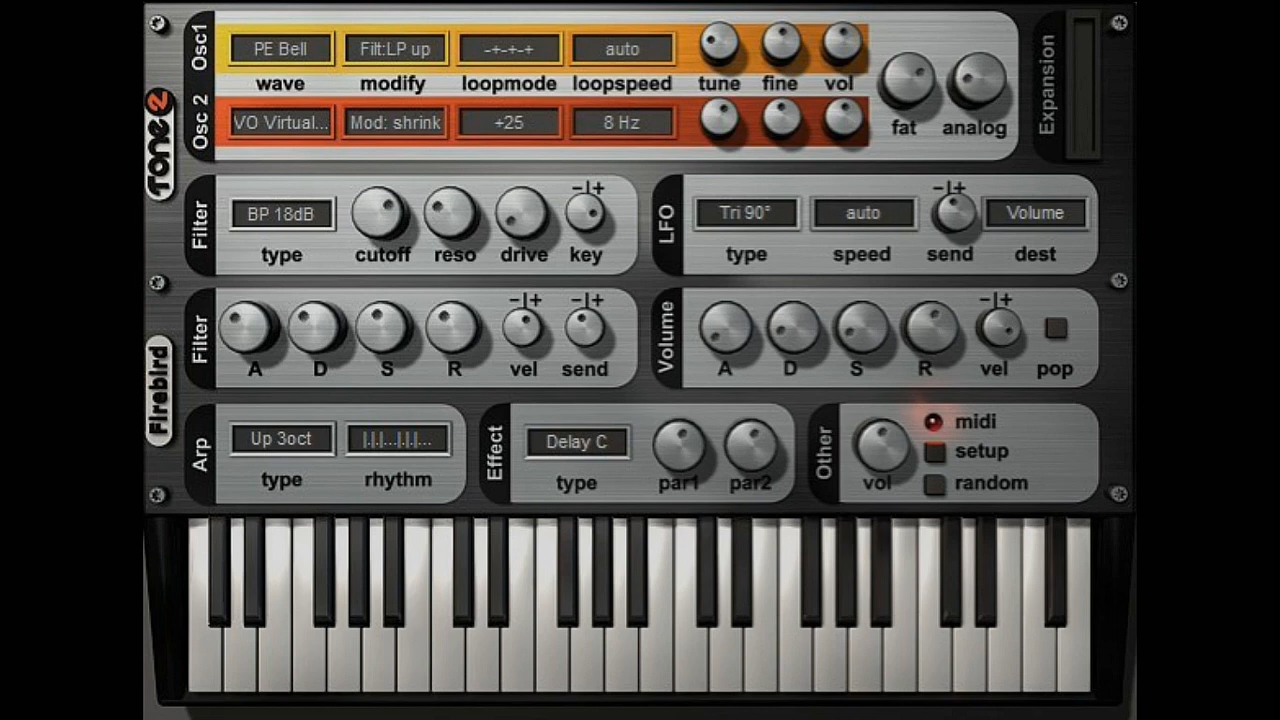 Osc1
PE Bell
Filt:LP up
-+-+-+
auto
wave
modify
loopmode
loopspeed
tune
fine
vol
Osc 2
VO Virtual...
Mod: shrink
+25
8 Hz
fat
analog
Expansion
Tone2
Filter
BP 18dB
-|+
type
cutoff
reso
drive
key
LFO
Tri 90°
auto
-|+
Volume
type
speed
send
dest
Filter
-|+
-|+
A
D
S
R
vel
send
Volume
-|+
A
D
S
R
vel
pop
Firebird
Arp
Up 3oct
|.|.|...|.|...
type
rhythm
Effect
Delay C
type
par1
par2
Other
vol
midi
setup
random